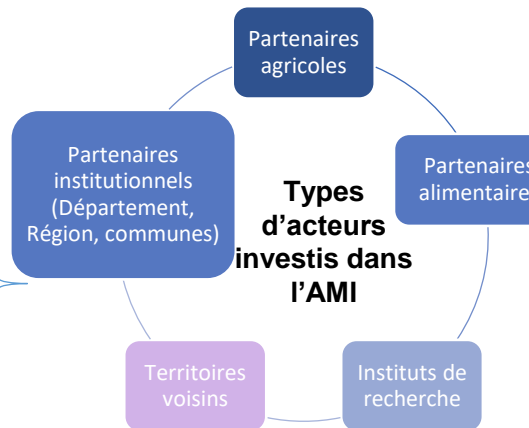 Partenaires
agricoles
Partenaires
institutionnels
(Département,
Région, communes)
Types
d’acteurs
investis dans
l’AMI
Partenaires
alimentaire
Territoires
voisins
Instituts de
recherche